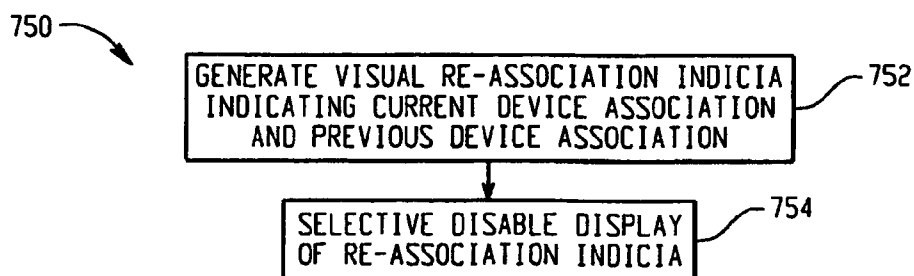 750
GENERATE VISUAL RE-ASSOCIATION INDICIA
INDICATING CURRENT DEVICE ASSOCIATION
AND PREVIOUS DEVICE ASSOCIATION
752
SELECTIVE DISABLE DISPLAY
OF RE-ASSOCIATION INDICIA
754